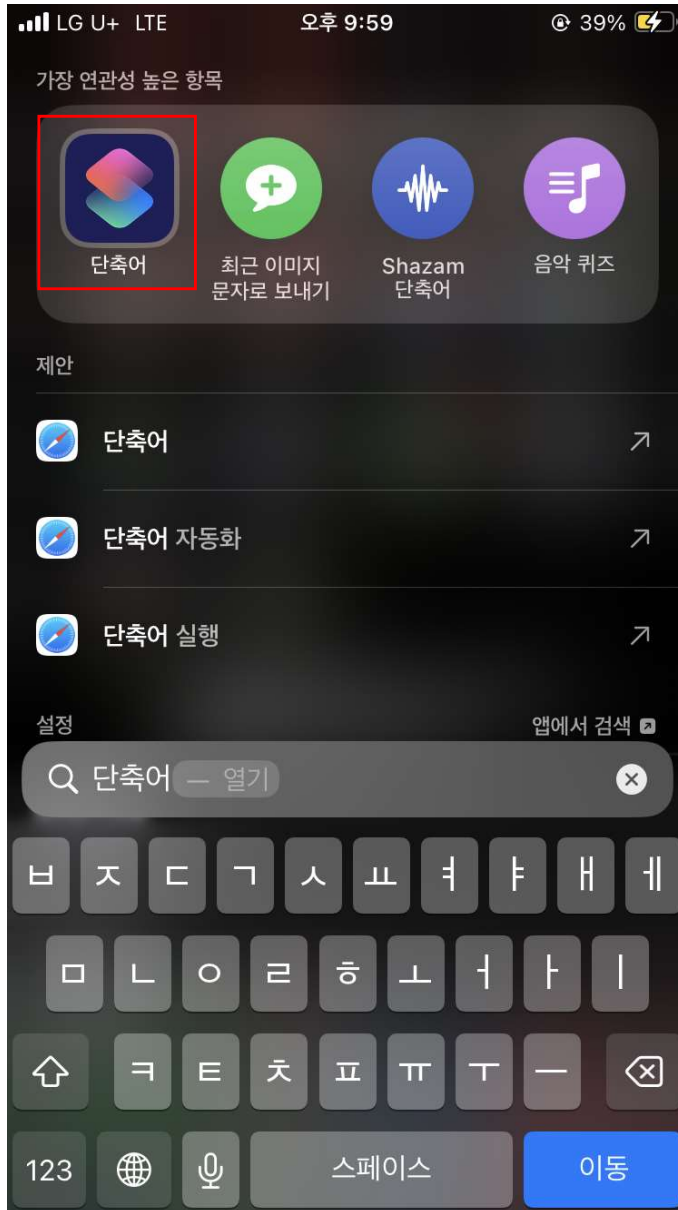 LG U+ LTE 오후 9:59 39%
가장 연관성 높은 항목
단축어
최근 이미지
문자로 보내기
Shazam
단축어
음악 퀴즈
제안
단축어
단축어 자동화
단축어 실행
설정 앱에서 검색
단축어 — 열기
ㅂ ㅈ ㄷ ㄱ ㅅ ㅛ ㅕ ㅑ ㅐ ㅔ
ㅁ ㄴ ㅇ ㄹ ㅎ ㅗ ㅓ ㅏ ㅣ
ㅋ ㅌ ㅊ ㅍ ㅠ ㅜ ㅡ
123 스페이스 이동